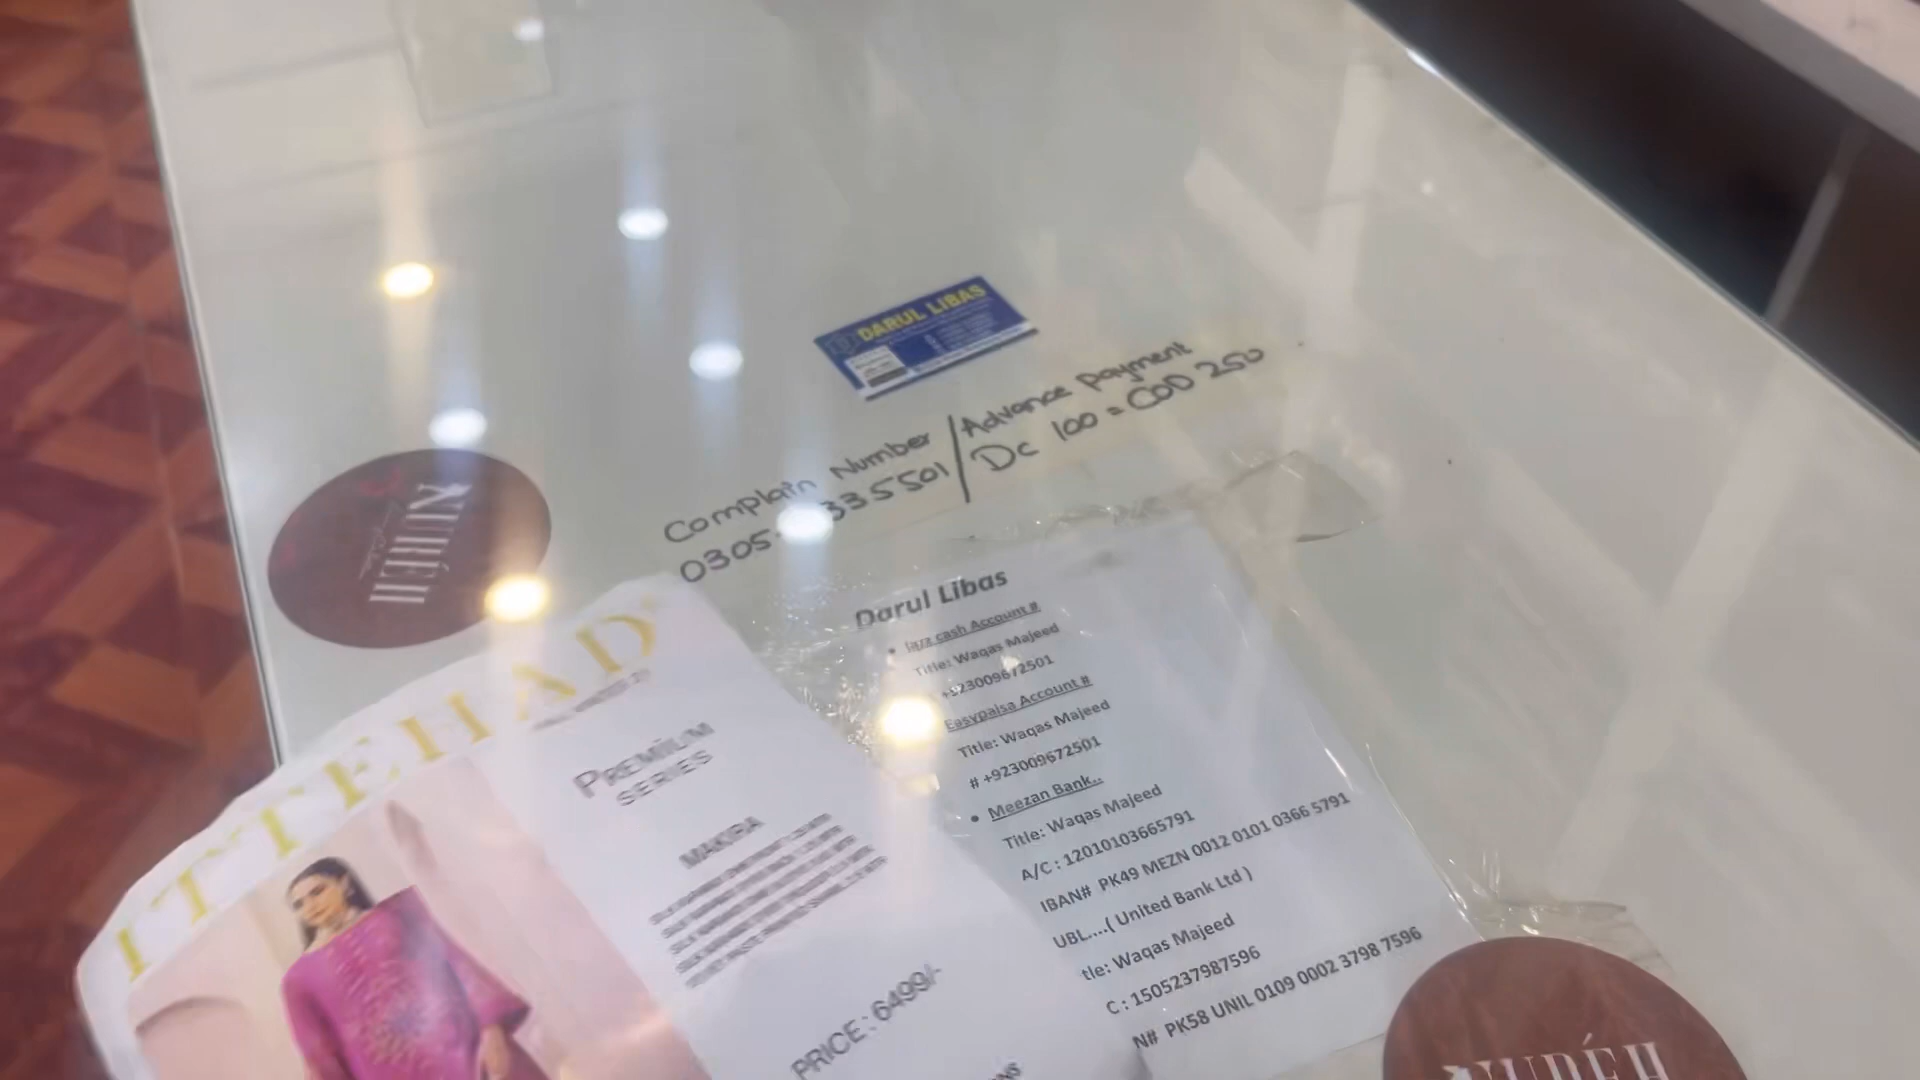 DARUL LIBAS
Complain Number / Advance payment
0305 335501 / DC 100 = COD 250
NURÉH
Darul Libas
• Jazz cash Account #
Title: Waqas Majeed
+923009672501
Easypaisa Account #
Title: Waqas Majeed
# +923009672501
• Meezan Bank..
Title: Waqas Majeed
A/C : 12010103665791
IBAN# PK49 MEZN 0012 0101 0366 5791
UBL....( United Bank Ltd )
tle: Waqas Majeed
C : 1505237987596
N# PK58 UNIL 0109 0002 3798 7596
ITTEHAD
PREMIUM
SERIES
MAKIRA
PRICE : 6499/-
NURÉH